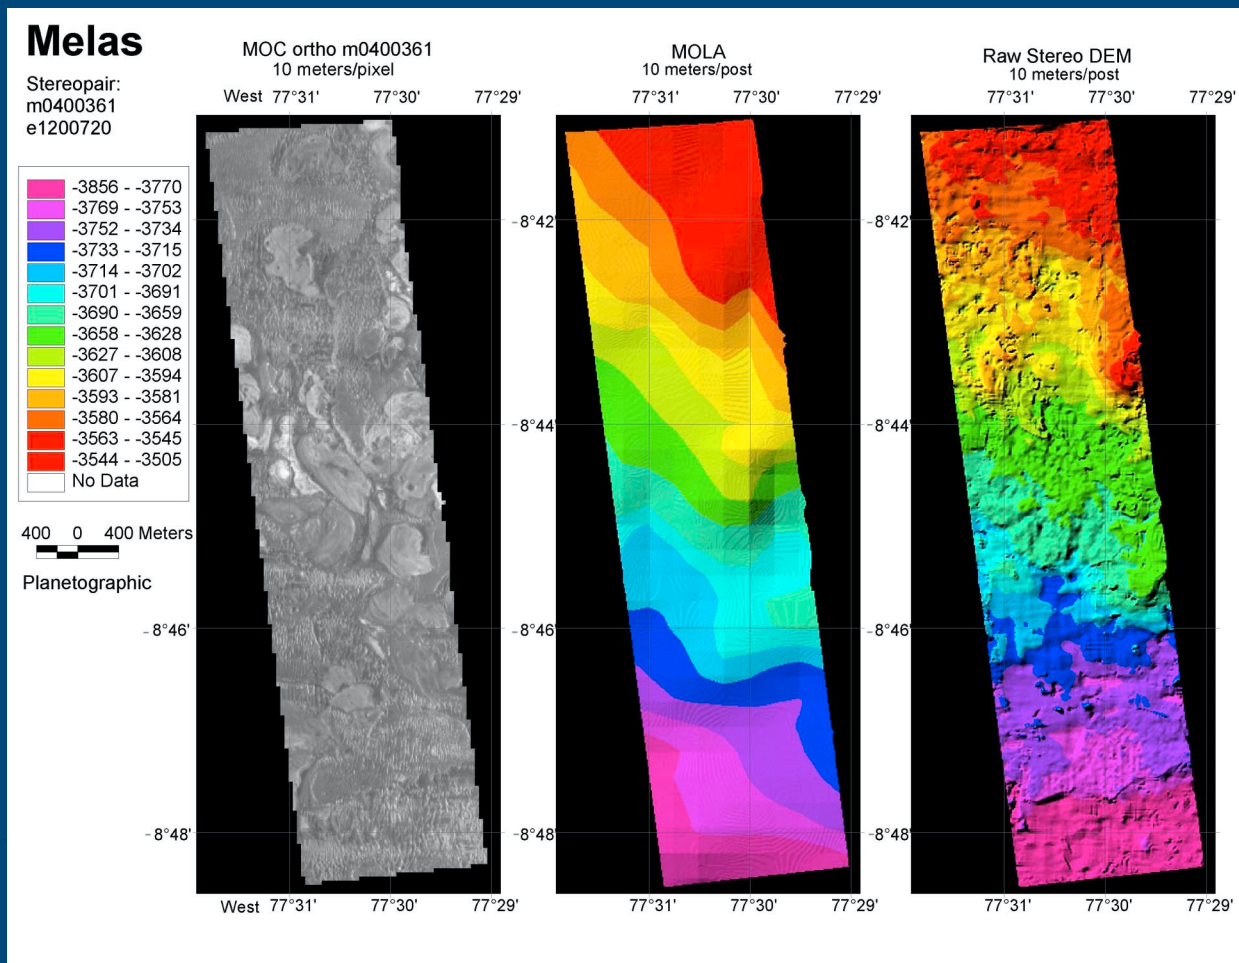 Melas
Stereopair:
m0400361
e1200720
-3856 - -3770
-3769 - -3753
-3752 - -3734
-3733 - -3715
-3714 - -3702
-3701 - -3691
-3690 - -3659
-3658 - -3628
-3627 - -3608
-3607 - -3594
-3593 - -3581
-3580 - -3564
-3563 - -3545
-3544 - -3505
No Data
400 0 400 Meters
Planetographic
MOC ortho m0400361
10 meters/pixel
West 77°31' 77°30' 77°29'
-8°42'
-8°44'
-8°46'
-8°48'
West 77°31' 77°30' 77°29'
MOLA
10 meters/post
77°31' 77°30' 77°29'
-8°42'
-8°44'
-8°46'
-8°48'
77°31' 77°30' 77°29'
Raw Stereo DEM
10 meters/post
77°31' 77°30' 77°29'
-8°42'
-8°44'
-8°46'
-8°48'
77°31' 77°30' 77°29'